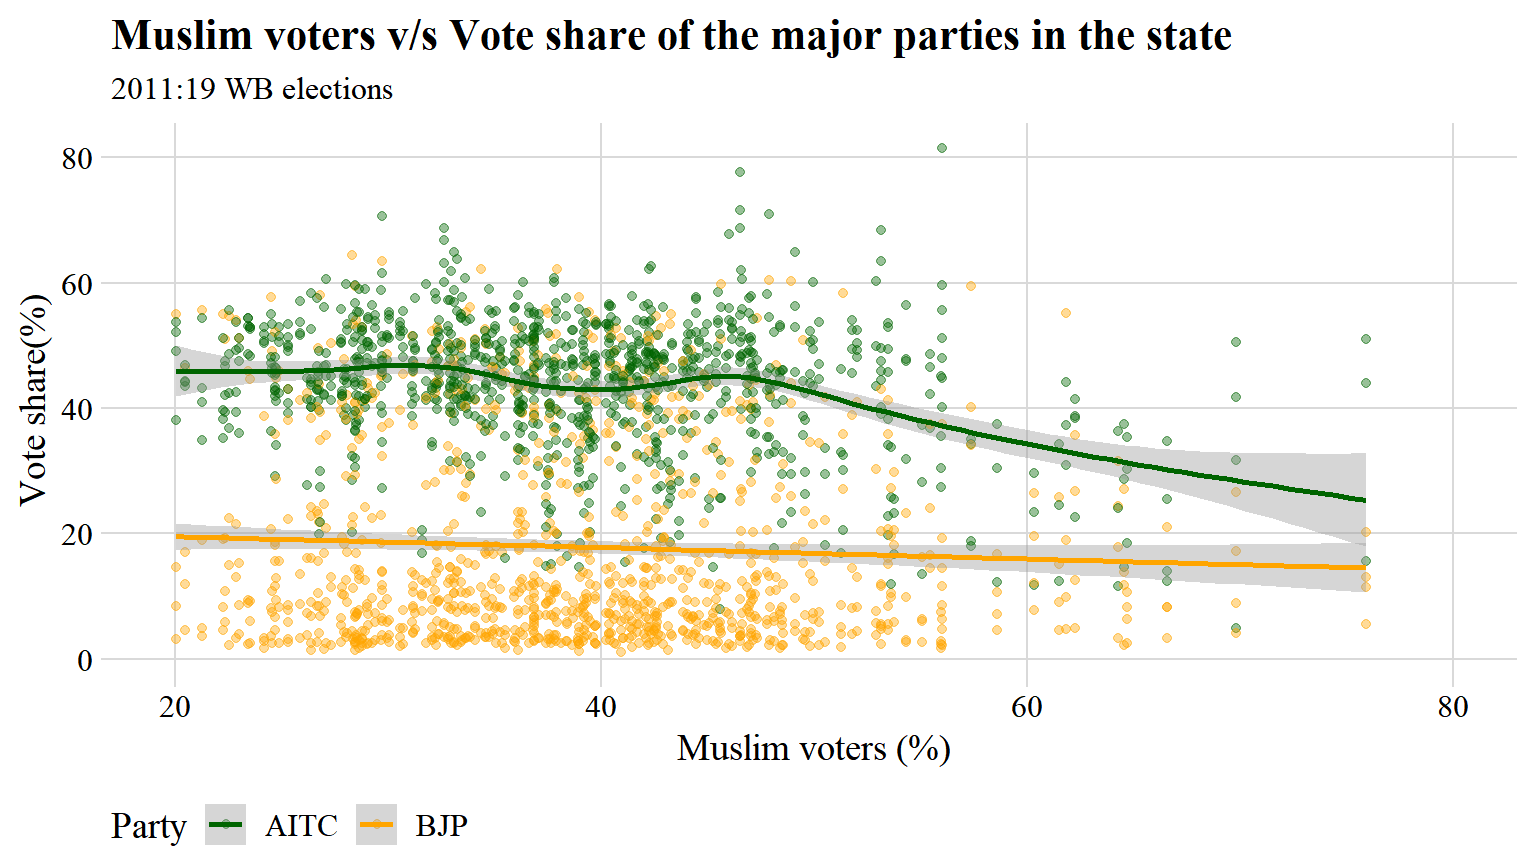 Muslim voters v/s Vote share of the major parties in the state
2011:19 WB elections
80
60
40
20
0
Vote share(%)
20 40 60 80
Muslim voters (%)
Party AITC BJP